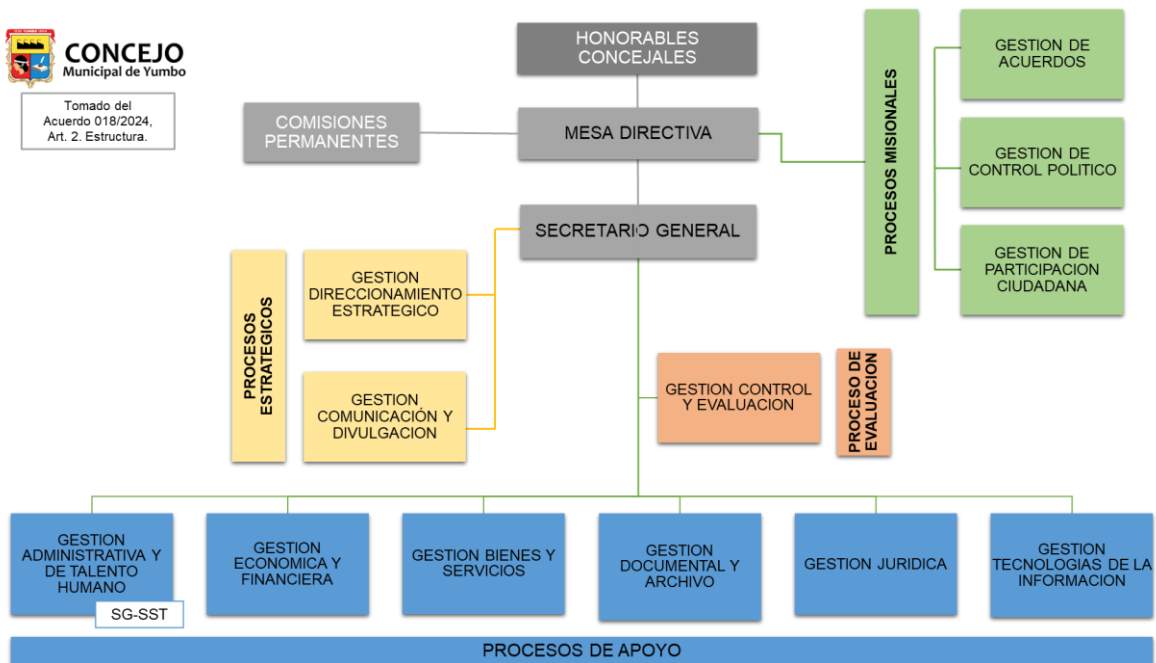 CONCEJO
Municipal de Yumbo
Tomado del
Acuerdo 018/2024,
Art. 2. Estructura.
HONORABLES
CONCEJALES
COMISIONES
PERMANENTES
MESA DIRECTIVA
SECRETARIO GENERAL
PROCESOS MISIONALES
GESTION DE
ACUERDOS
GESTION DE
CONTROL POLITICO
GESTION DE
PARTICIPACION
CIUDADANA
PROCESOS
ESTRATEGICOS
GESTION
DIRECCIONAMIENTO
ESTRATEGICO
GESTION
COMUNICACIÓN Y
DIVULGACION
GESTION CONTROL
Y EVALUACION
PROCESO DE
EVALUACION
GESTION
ADMINISTRATIVA Y
DE TALENTO
HUMANO
SG-SST
GESTION
ECONOMICA Y
FINANCIERA
GESTION BIENES Y
SERVICIOS
GESTION
DOCUMENTAL Y
ARCHIVO
GESTION JURIDICA
GESTION
TECNOLOGIAS DE LA
INFORMACION
PROCESOS DE APOYO